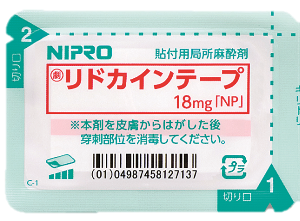 2
切り口
NIPRO
貼付用局所麻酔剤
劇 リドカインテープ
18mg「NP」
※本剤を皮膚からはがした後
穿刺部位を消毒してください。
(01)04987458127137
プラ
C-1
切り口
1